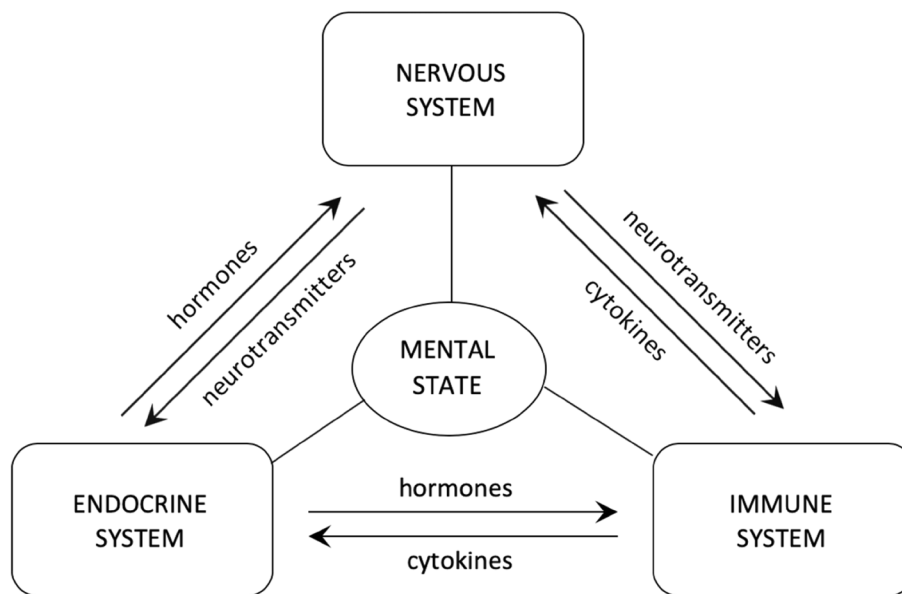 NERVOUS
SYSTEM
hormones
neurotransmitters
neurotransmitters
cytokines
MENTAL
STATE
ENDOCRINE
SYSTEM
hormones
cytokines
IMMUNE
SYSTEM